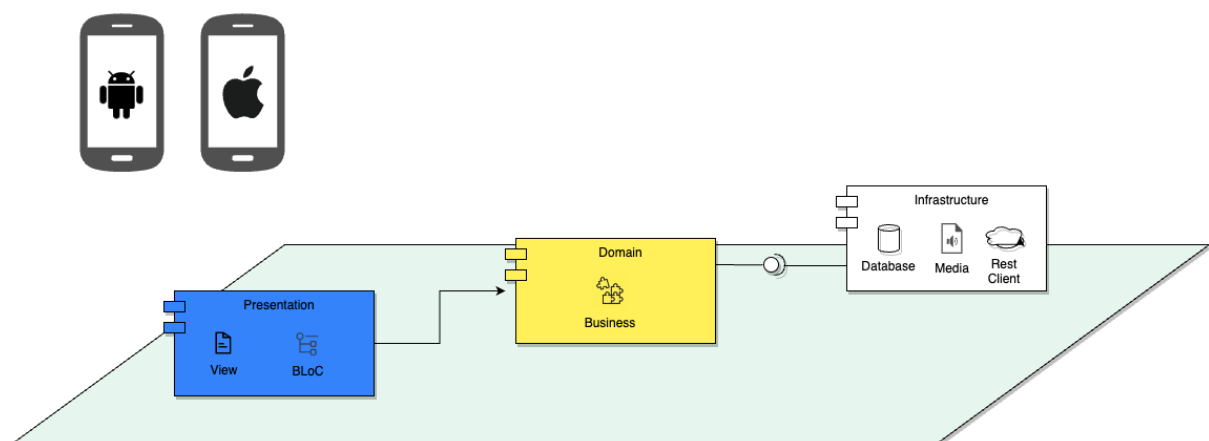 Infrastructure
Database
Media
Rest
Client
Domain
Business
Presentation
View
BLoC